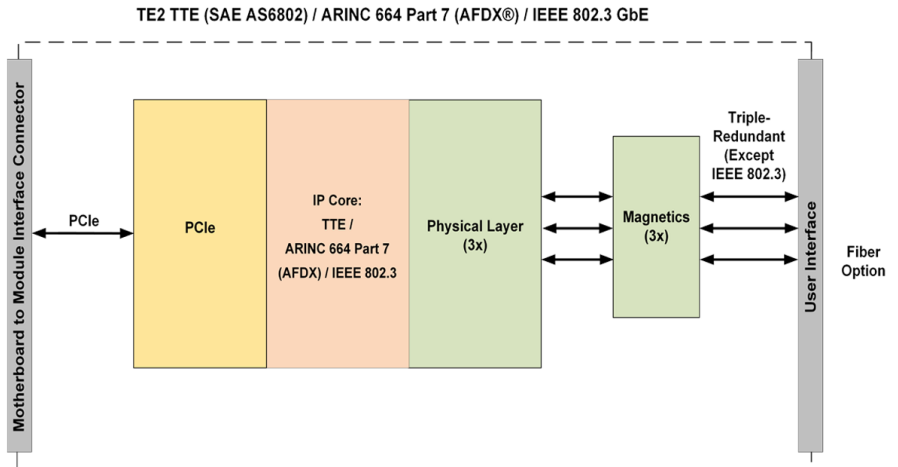 TE2 TTE (SAE AS6802) / ARINC 664 Part 7 (AFDX®) / IEEE 802.3 GbE
Motherboard to Module Interface Connector
PCIe
PCIe
IP Core:
TTE /
ARINC 664 Part 7
(AFDX) / IEEE 802.3
Physical Layer
(3x)
Magnetics
(3x)
Triple-
Redundant
(Except
IEEE 802.3)
User Interface
Fiber
Option